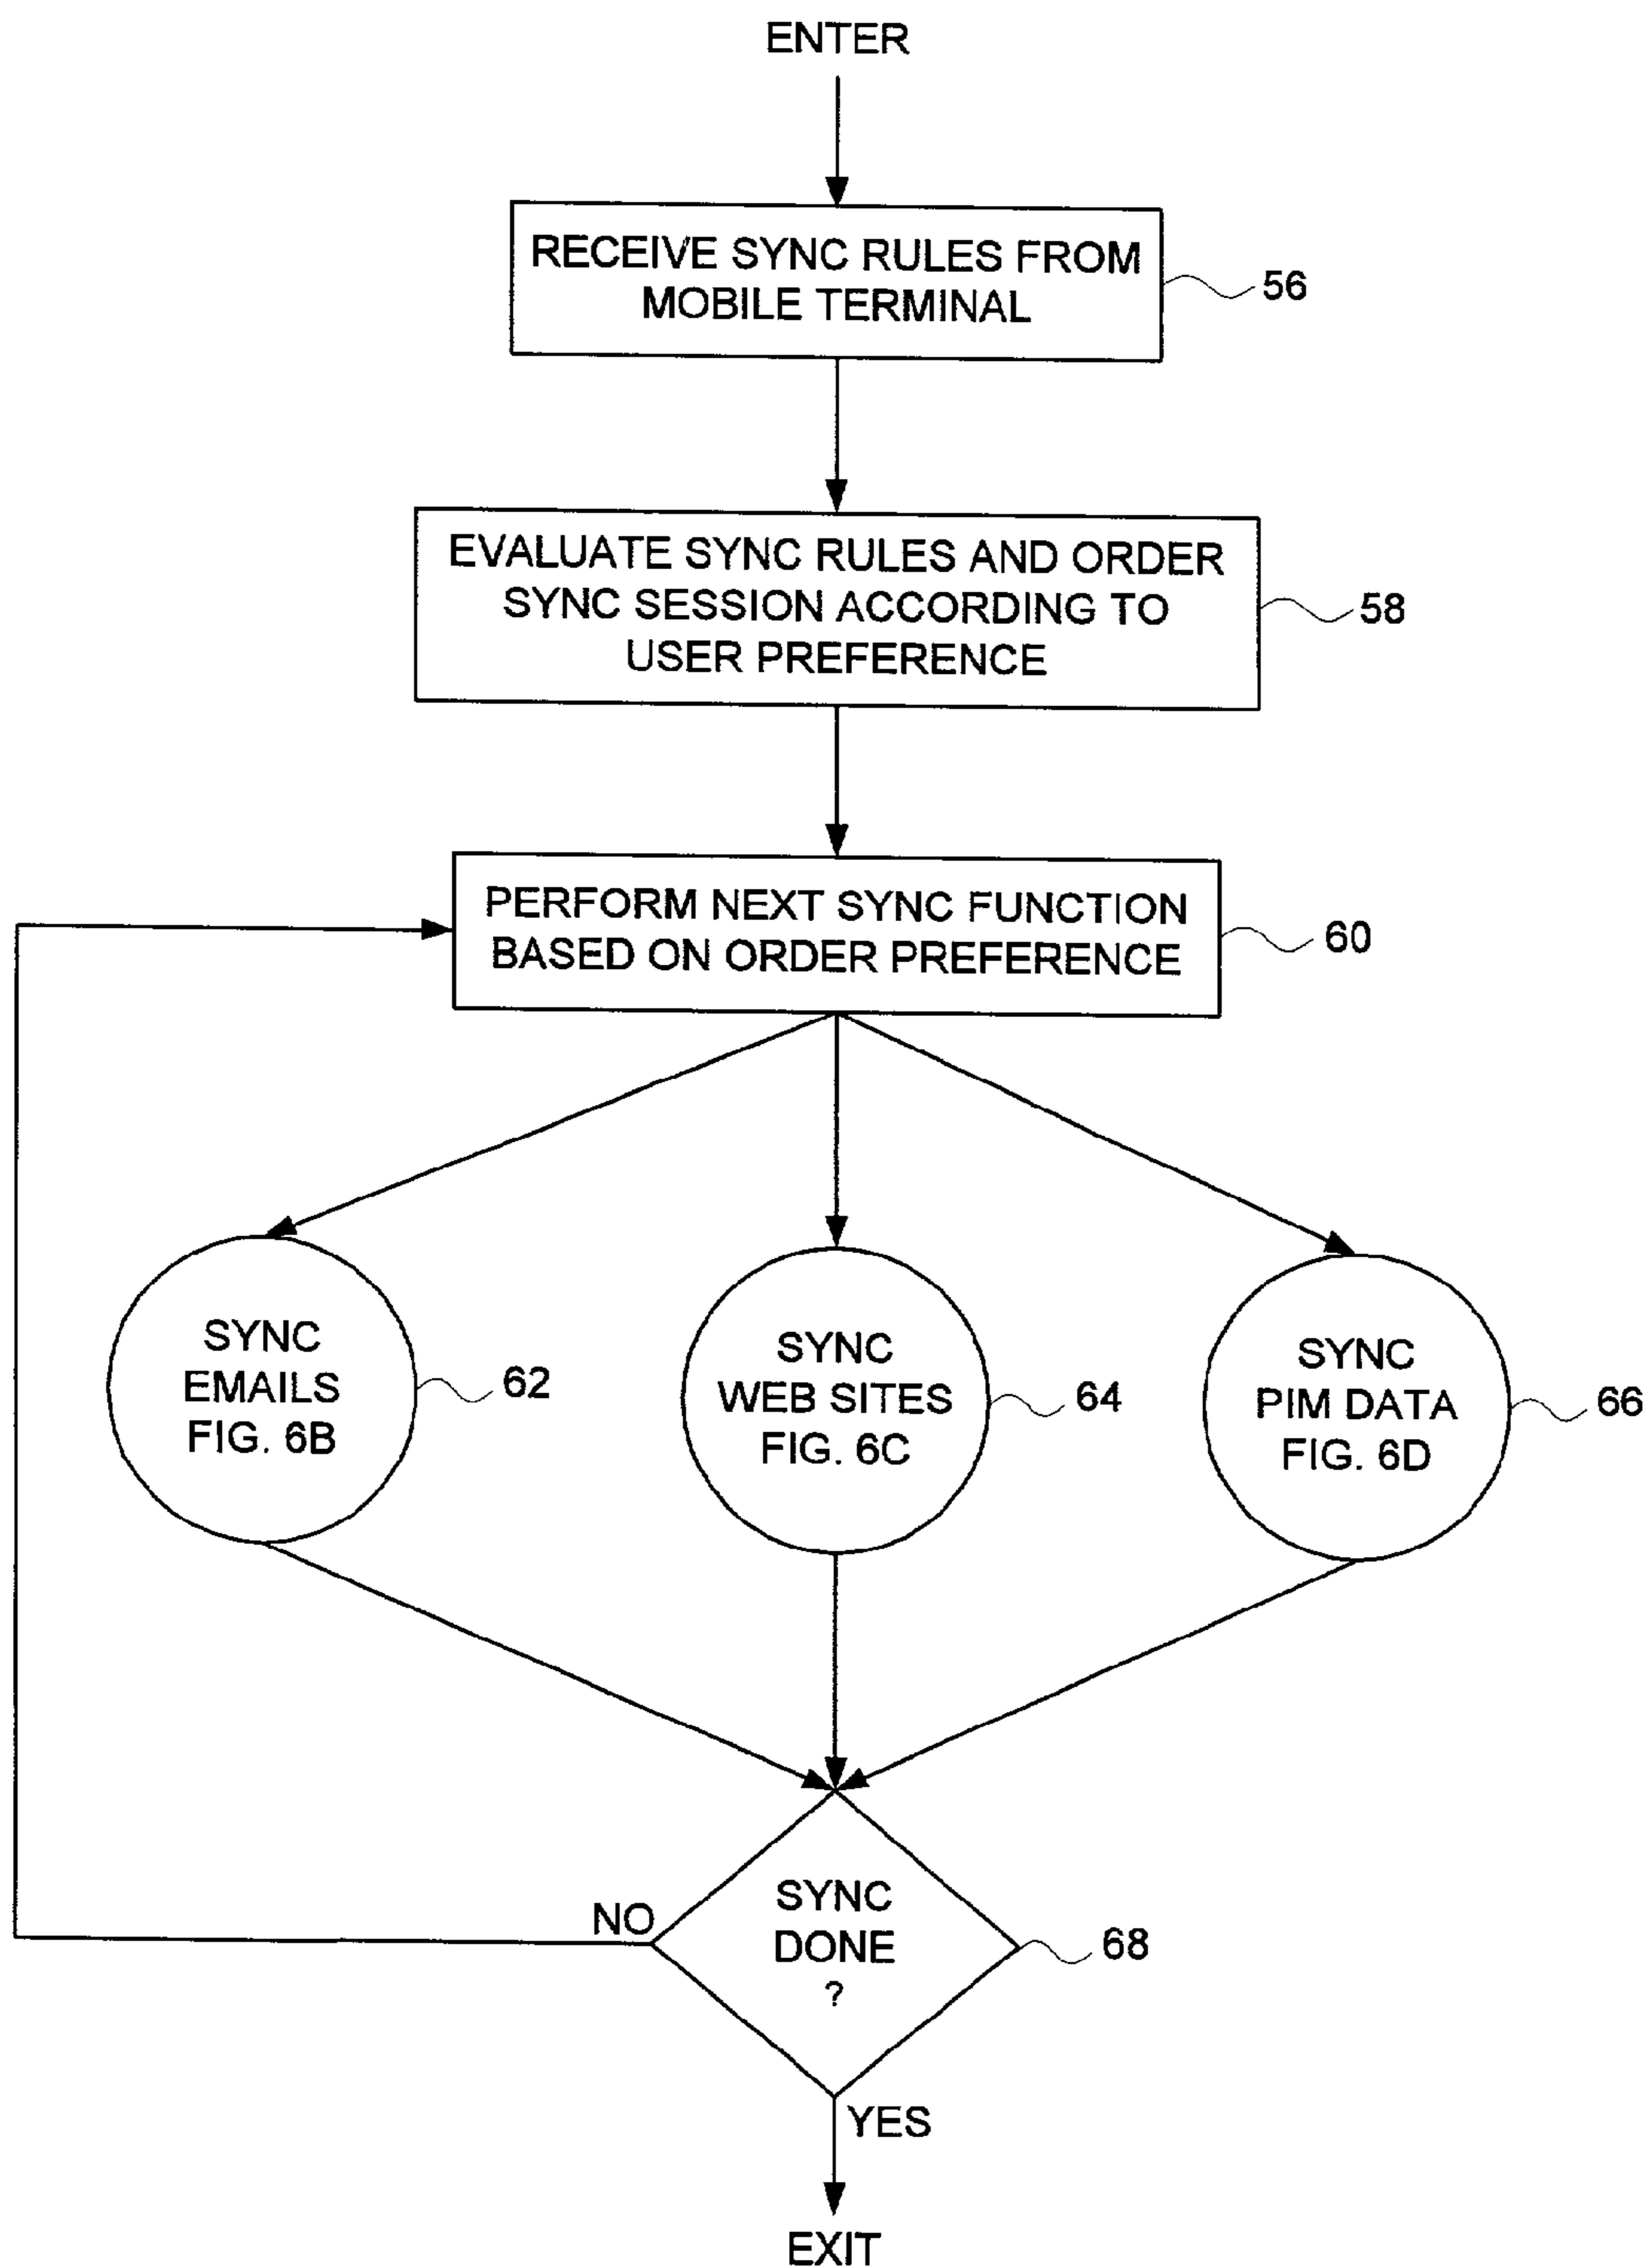 ENTER
RECEIVE SYNC RULES FROM
MOBILE TERMINAL
56
EVALUATE SYNC RULES AND ORDER
SYNC SESSION ACCORDING TO
USER PREFERENCE
58
PERFORM NEXT SYNC FUNCTION
BASED ON ORDER PREFERENCE
60
SYNC
EMAILS
FIG. 6B
62
SYNC
WEB SITES
FIG. 6C
64
SYNC
PIM DATA
FIG. 6D
66
NO
SYNC
DONE
?
68
YES
EXIT